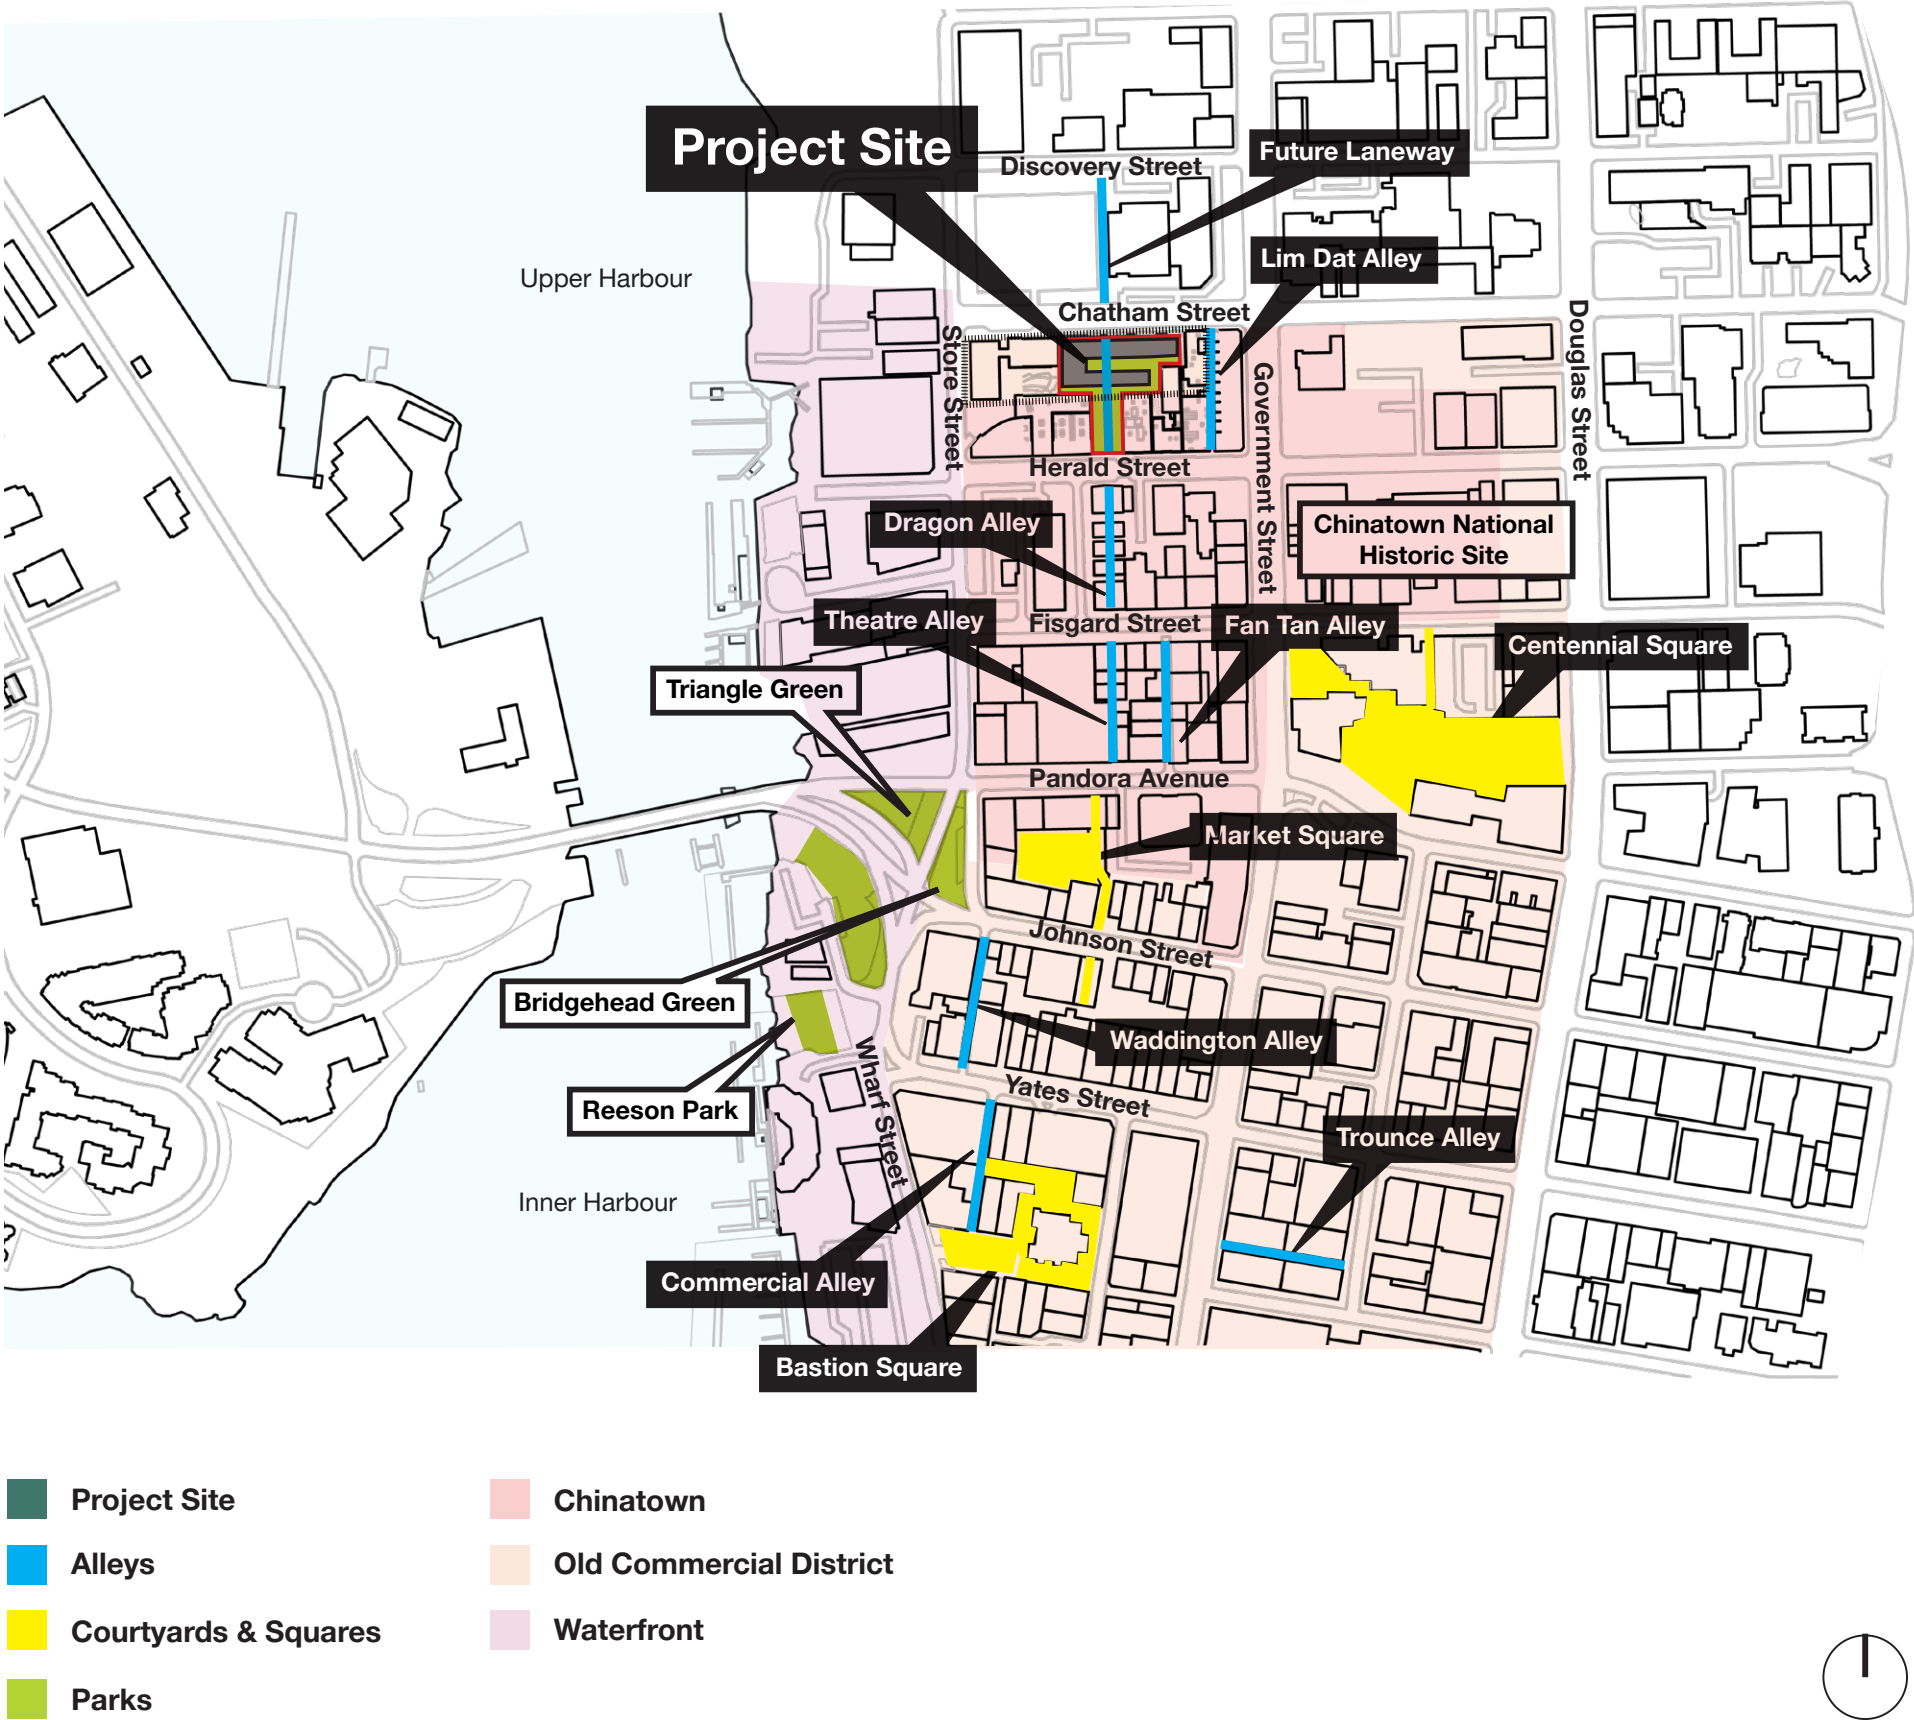 Project Site
Discovery Street
Future Laneway
Upper Harbour
Lim Dat Alley
Chatham Street
Store Street
Government Street
Douglas Street
Herald Street
Dragon Alley
Chinatown National
Historic Site
Theatre Alley
Fisgard Street
Fan Tan Alley
Centennial Square
Triangle Green
Pandora Avenue
Market Square
Johnson Street
Bridgehead Green
Waddington Alley
Wharf Street
Yates Street
Reeson Park
Trounce Alley
Inner Harbour
Commercial Alley
Bastion Square
Project Site
Alleys
Courtyards & Squares
Parks
Chinatown
Old Commercial District
Waterfront